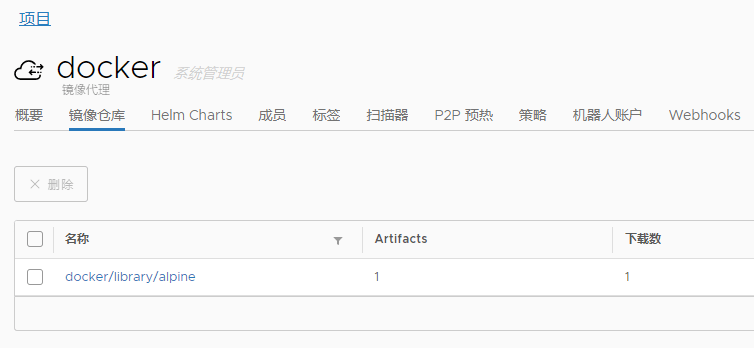 项目
docker 系统管理员
镜像代理
概要 镜像仓库 Helm Charts 成员 标签 扫描器 P2P 预热 策略 机器人账户 Webhooks
删除
名称 Artifacts 下载数
docker/library/alpine 1 1